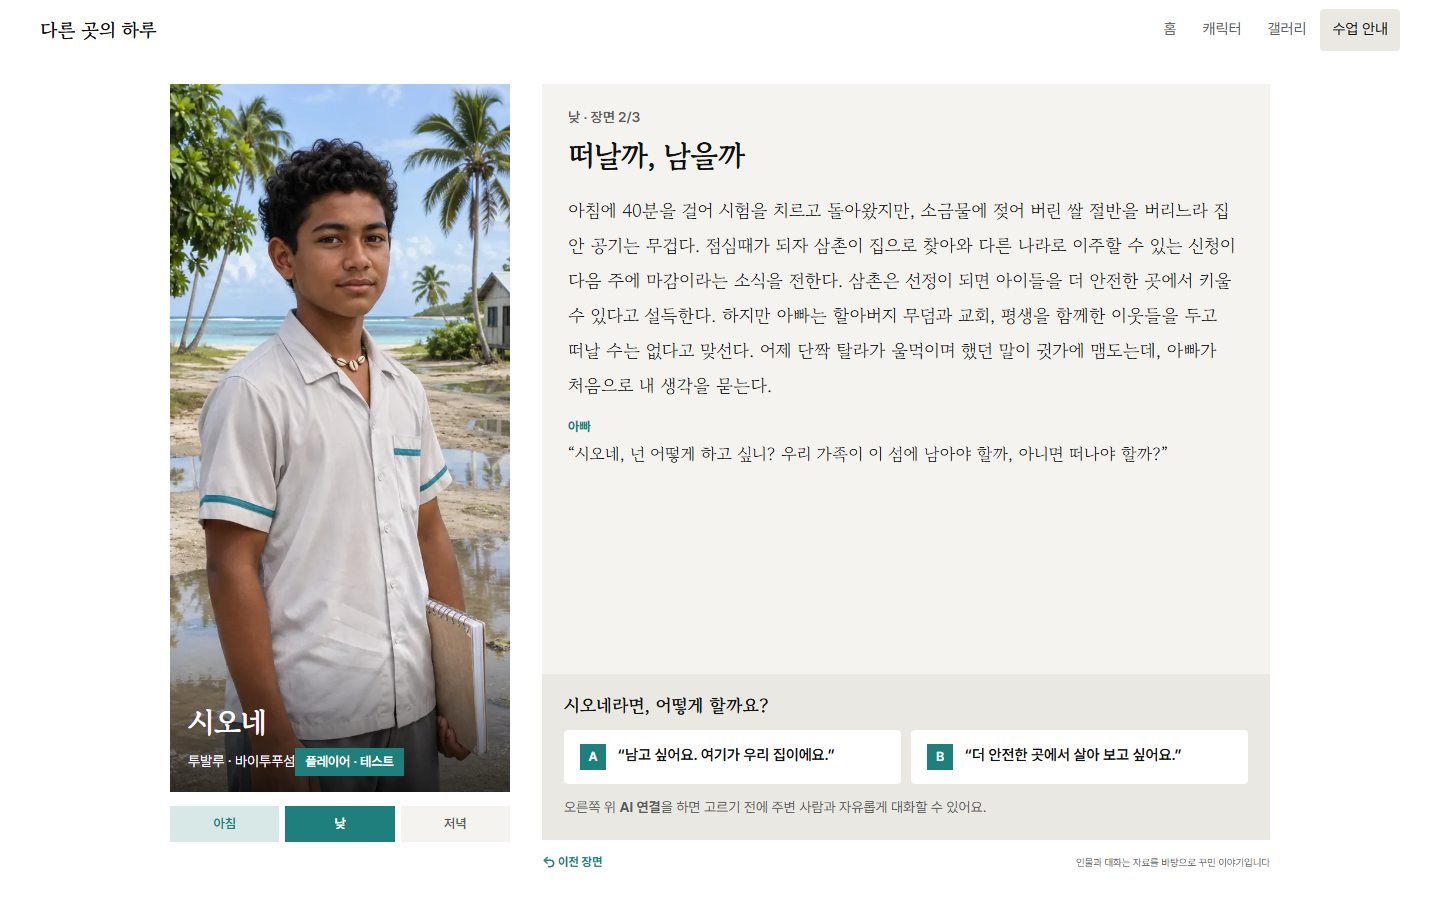 다른 곳의 하루
홈 캐릭터 갤러리 수업 안내
시오네
투발루 · 바이투푸섬 플레이어 · 테스트
아침 낮 저녁
낮 · 장면 2/3
떠날까, 남을까
아침에 40분을 걸어 시험을 치르고 돌아왔지만, 소금물에 젖어 버린 쌀 절반을 버리느라 집
안 공기는 무겁다. 점심때가 되자 삼촌이 집으로 찾아와 다른 나라로 이주할 수 있는 신청이
다음 주에 마감이라는 소식을 전한다. 삼촌은 선정이 되면 아이들을 더 안전한 곳에서 키울
수 있다고 설득한다. 하지만 아빠는 할아버지 무덤과 교회, 평생을 함께한 이웃들을 두고
떠날 수는 없다고 맞선다. 어제 단짝 탈라가 울먹이며 했던 말이 귓가에 맴도는데, 아빠가
처음으로 내 생각을 묻는다.
아빠
“시오네, 넌 어떻게 하고 싶니? 우리 가족이 이 섬에 남아야 할까, 아니면 떠나야 할까?”
시오네라면, 어떻게 할까요?
A “남고 싶어요. 여기가 우리 집이에요.”
B “더 안전한 곳에서 살아 보고 싶어요.”
오른쪽 위 AI 연결을 하면 고르기 전에 주변 사람과 자유롭게 대화할 수 있어요.
이전 장면
인물과 대화는 자료를 바탕으로 꾸민 이야기입니다